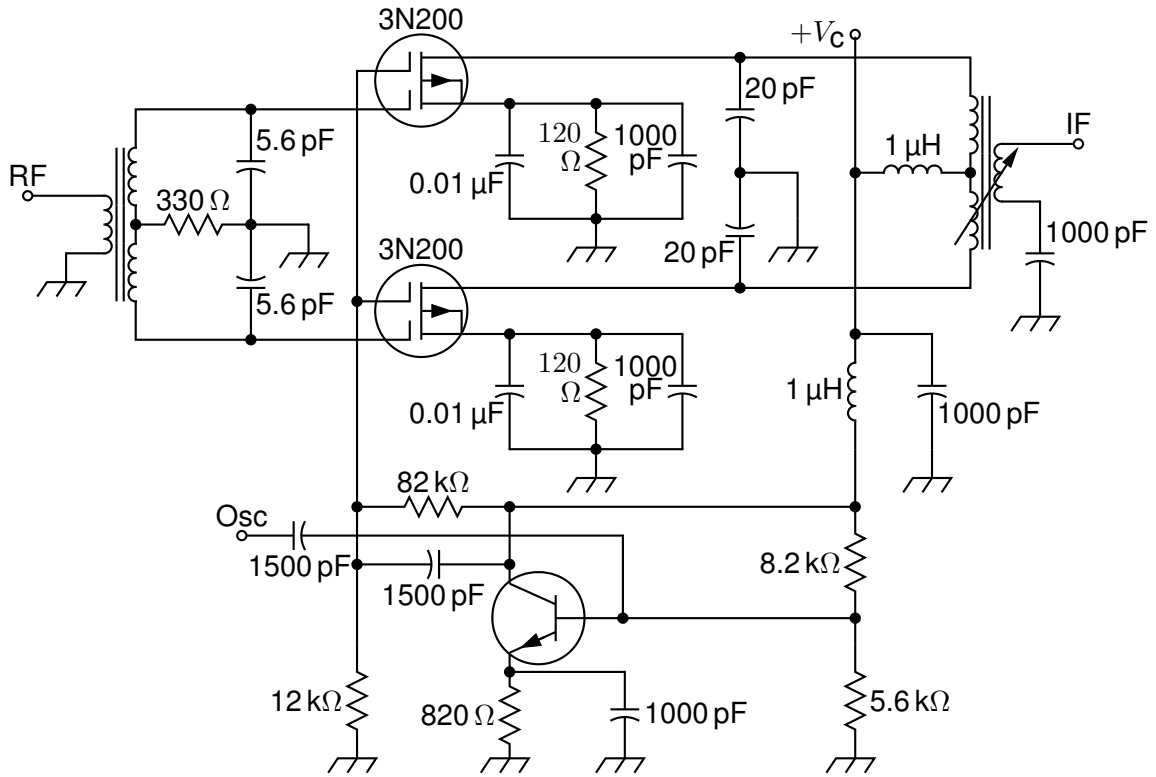 3N200
+V_C
20 pF
5.6 pF
120
Ω
1000
pF
IF
1 µH
RF
0.01 µF
330 Ω
3N200
20 pF
1000 pF
5.6 pF
120
Ω
1000
pF
1 µH
0.01 µF
1000 pF
82 kΩ
Osc
1500 pF
8.2 kΩ
1500 pF
12 kΩ
820 Ω
1000 pF
5.6 kΩ